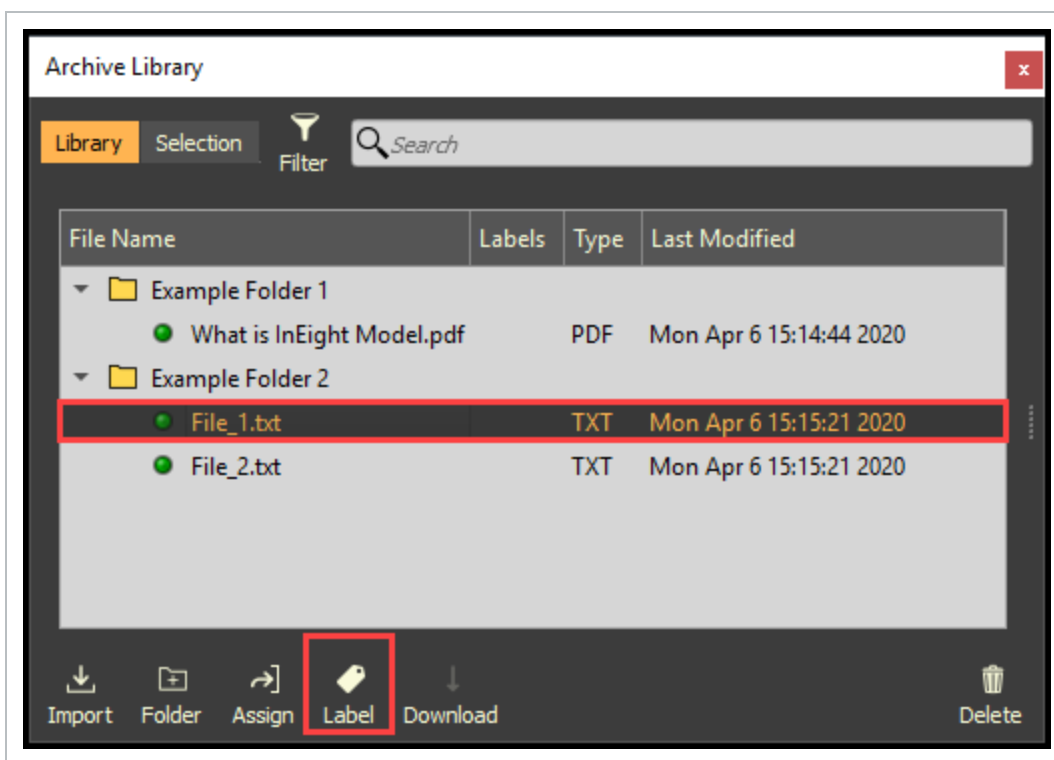 Archive Library x
Library Selection Filter Search
File Name Labels Type Last Modified
Example Folder 1
What is InEight Model.pdf PDF Mon Apr 6 15:14:44 2020
Example Folder 2
File_1.txt TXT Mon Apr 6 15:15:21 2020
File_2.txt TXT Mon Apr 6 15:15:21 2020
Import Folder Assign Label Download Delete